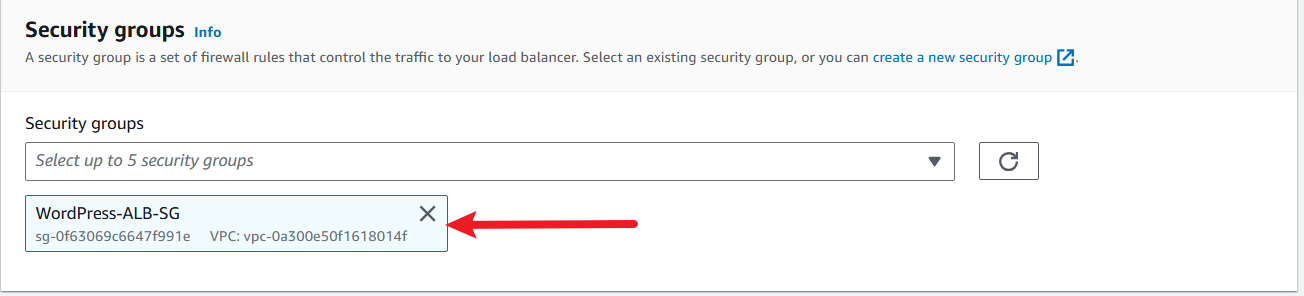 Security groups Info
A security group is a set of firewall rules that control the traffic to your load balancer. Select an existing security group, or you can create a new security group.
Security groups
Select up to 5 security groups
WordPress-ALB-SG
sg-0f63069c6647f991e VPC: vpc-0a300e50f1618014f